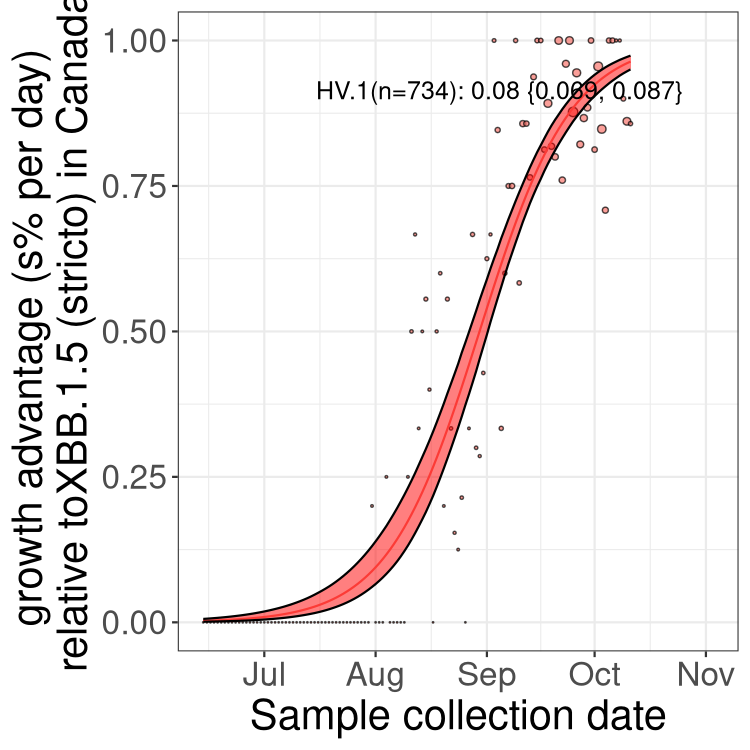 growth advantage (s% per day)
relative toXBB.1.5 (stricto) in Canada
1.00
HV.1(n=734): 0.08 {0.069, 0.087}
0.75
0.50
0.25
0.00
Jul Aug Sep Oct Nov
Sample collection date